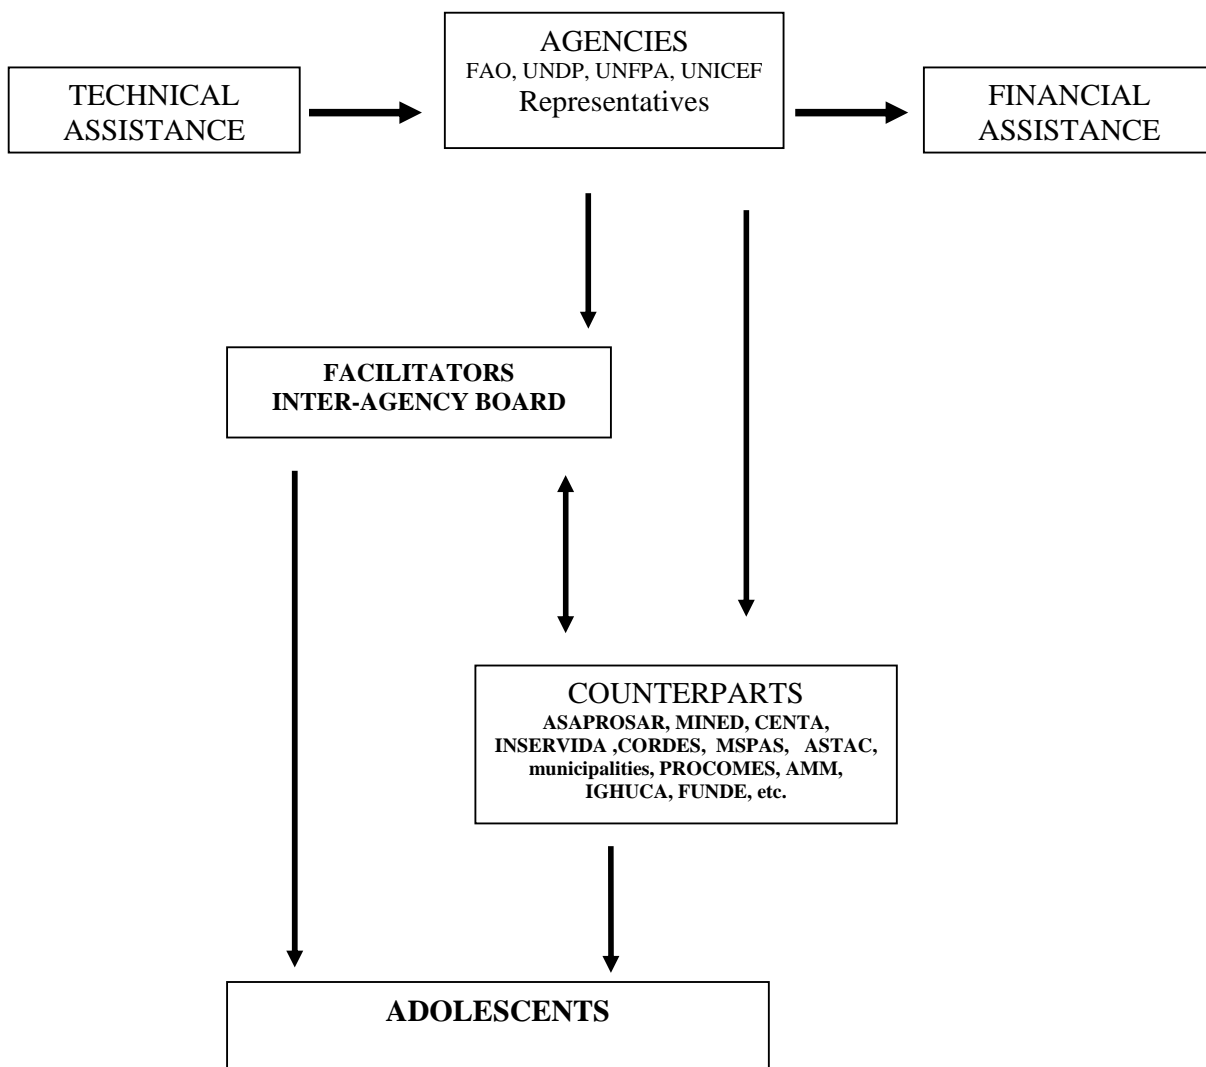 AGENCIES
FAO, UNDP, UNFPA, UNICEF
Representatives
TECHNICAL
ASSISTANCE
FINANCIAL
ASSISTANCE
FACILITATORS
INTER-AGENCY BOARD
COUNTERPARTS
ASAPROSAR, MINED, CENTA,
INSERVIDA ,CORDES, MSPAS, ASTAC,
municipalities, PROCOMES, AMM,
IGHUCA, FUNDE, etc.
ADOLESCENTS